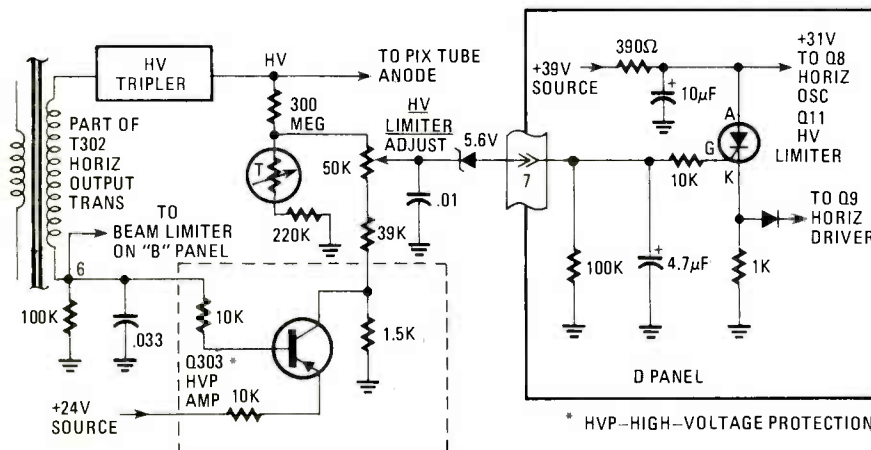 HV
TRIPLER
HV
TO PIX TUBE
ANODE
300
MEG
HV
LIMITER
ADJUST
5.6V
PART OF
T302
HORIZ
OUTPUT
TRANS
T
50K
.01
7
220K
39K
TO
BEAM LIMITER
ON "B" PANEL
6
100K
.033
10K
Q303 *
HVP
AMP
1.5K
+24V
SOURCE
10K
390Ω
+39V
SOURCE
+
10µF
+31V
TO Q8
HORIZ
OSC
Q11
HV
LIMITER
A
G
K
10K
TO Q9
HORIZ
DRIVER
100K
+
4.7µF
1K
D PANEL
* HVP-HIGH-VOLTAGE PROTECTION